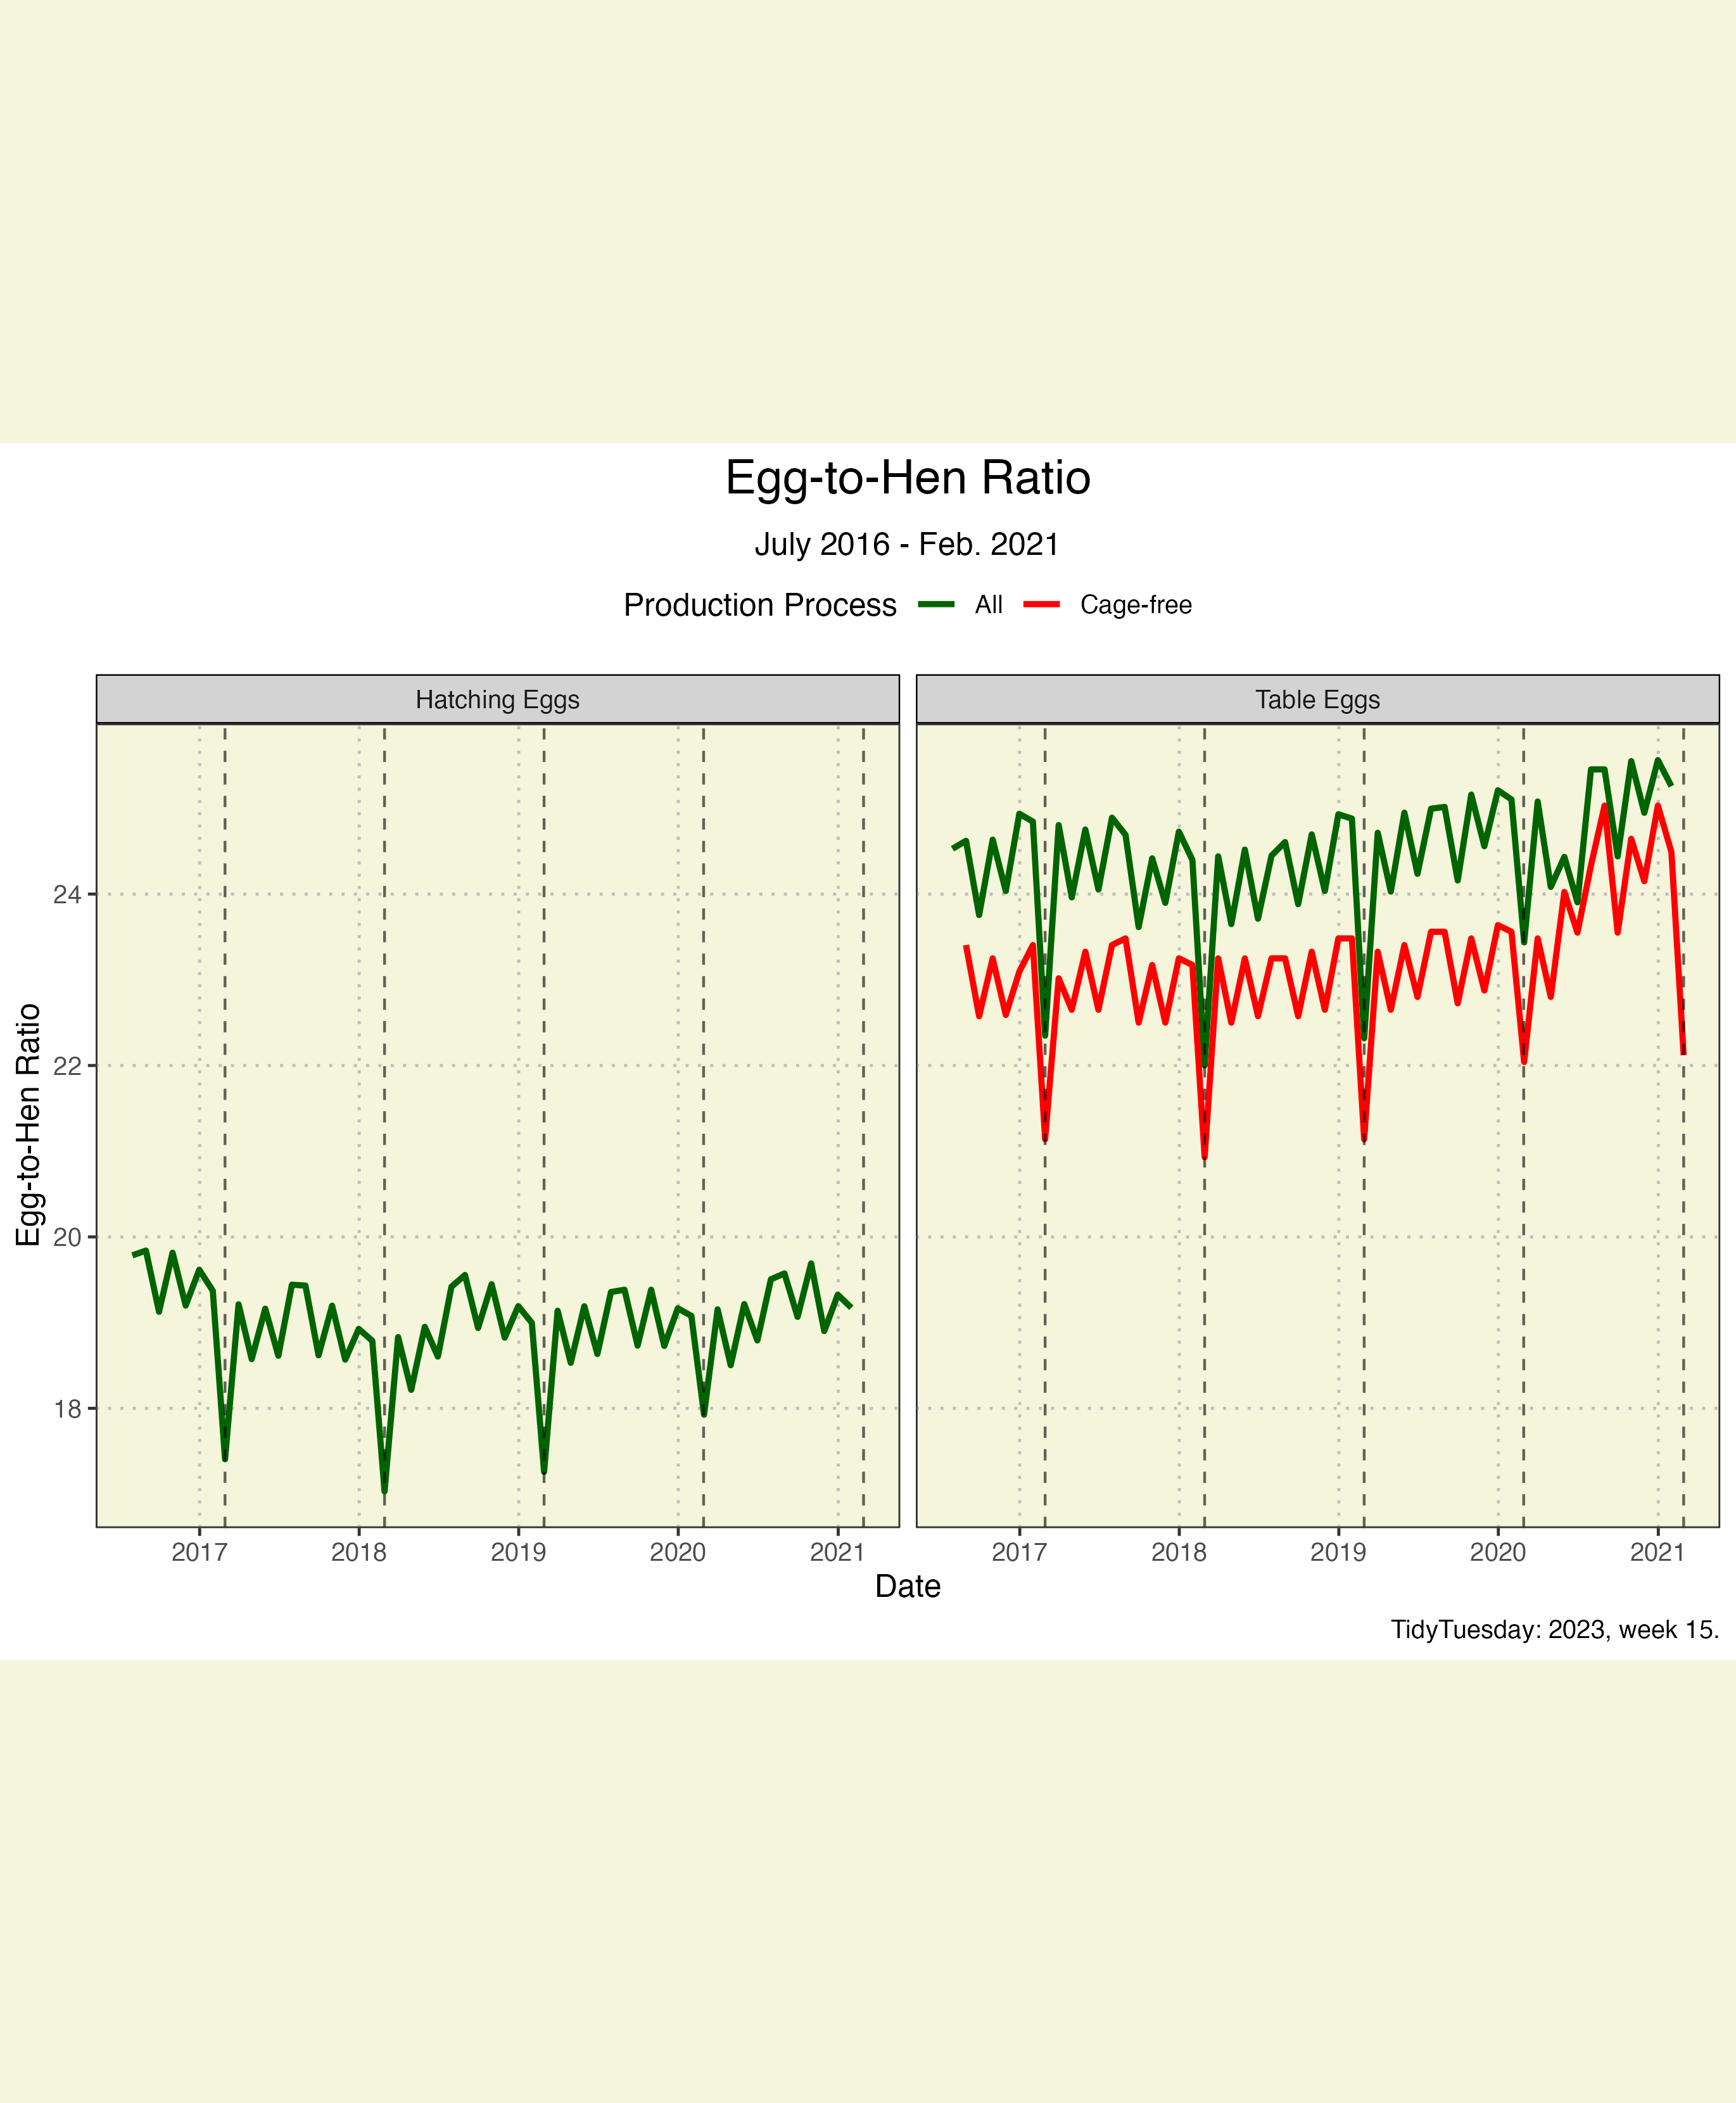 Egg-to-Hen Ratio
July 2016 - Feb. 2021
Production Process All Cage-free
Hatching Eggs
Table Eggs
Egg-to-Hen Ratio
24
22
20
18
2017 2018 2019 2020 2021
2017 2018 2019 2020 2021
Date
TidyTuesday: 2023, week 15.